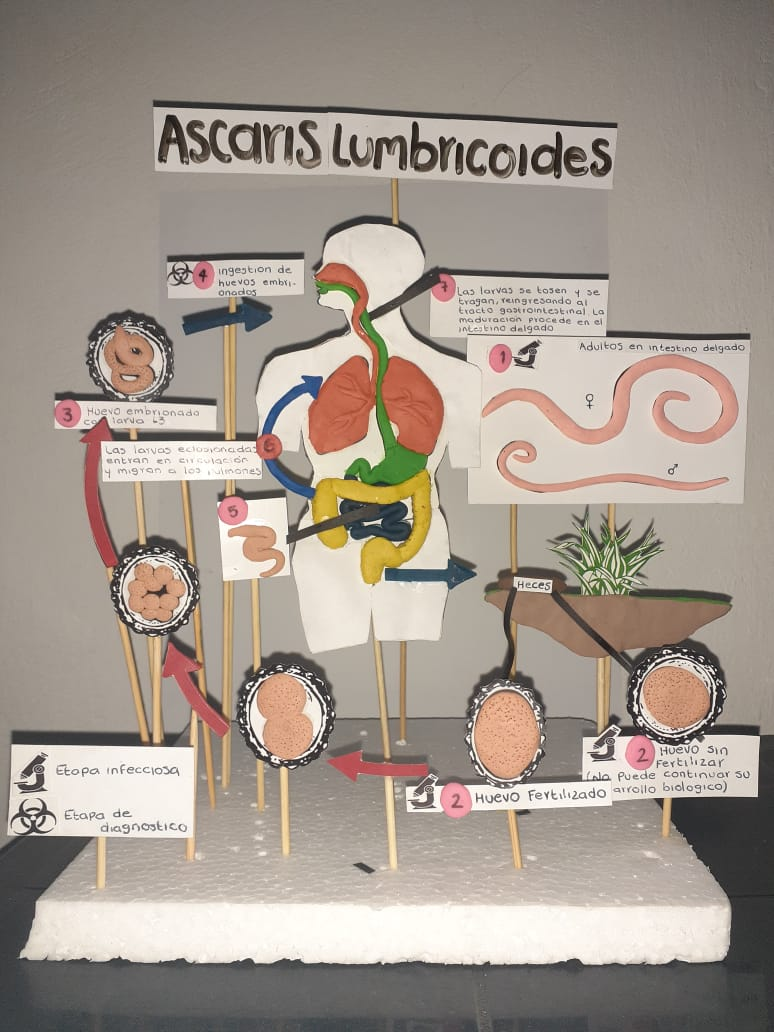 Ascaris Lumbricoides
4 ingestion de
huevos embri-
onados
7 Las larvas se tosen y se
tragan, reingresando al
tracto gastrointestinal. La
maduración procede en el
intestino delgado
1 Adultos en intestino delgado
♀
♂
3 Huevo embrionado
larva L3
6 Las larvas eclosionadas
entran en circulación
y migran a los pulmones
5
Heces
2 Huevo sin
Fertilizar
(No puede continuar su
arrollo biologico)
2 Huevo Fertilizado
Etapa infecciosa
Etapa de
diagnostico